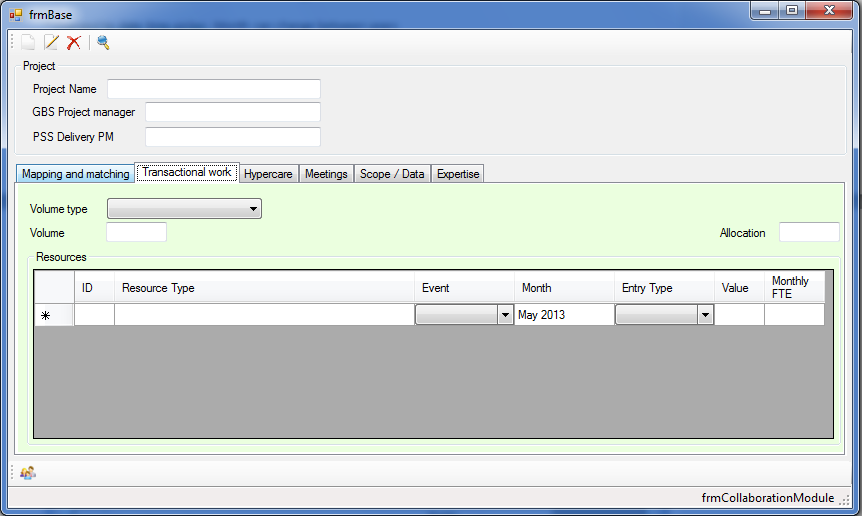 frmBase
Project
Project Name
GBS Project manager
PSS Delivery PM
Mapping and matching Transactional work Hypercare Meetings Scope / Data Expertise
Volume type
Volume Allocation
Resources
ID Resource Type Event Month Entry Type Value Monthly FTE
May 2013
frmCollaborationModule